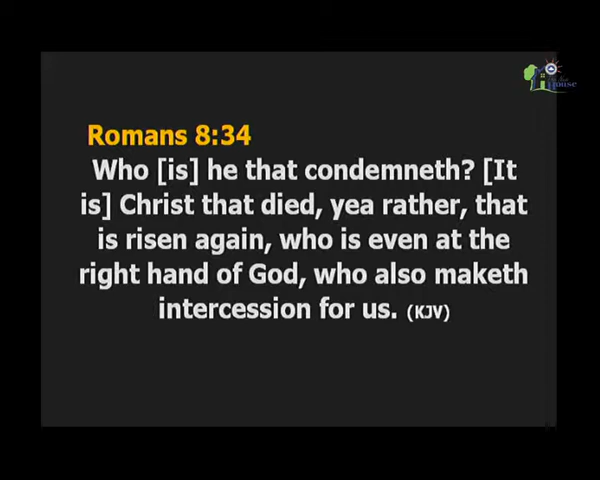 Romans 8:34
Who [is] he that condemneth? [It
is] Christ that died, yea rather, that
is risen again, who is even at the
right hand of God, who also maketh
intercession for us. (KJV)
House